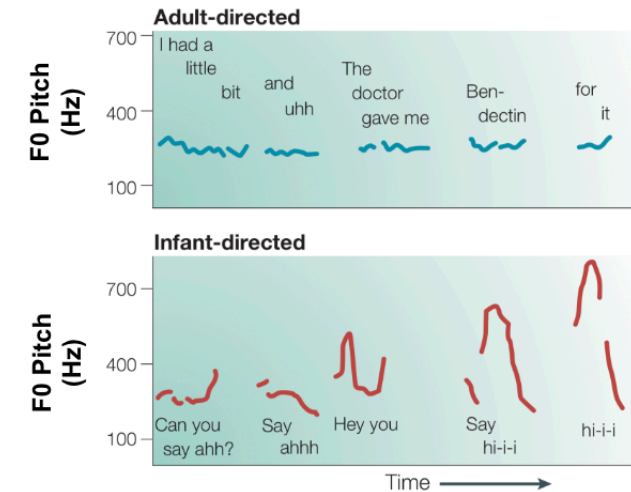 Adult-directed
F0 Pitch
(Hz)
700
400
100
I had a
little
bit
and
uhh
The
doctor
gave me
Ben-
dectin
for
it
Infant-directed
F0 Pitch
(Hz)
700
400
100
Can you
say ahh?
Say
ahhh
Hey you
Say
hi-i-i
hi-i-i
Time